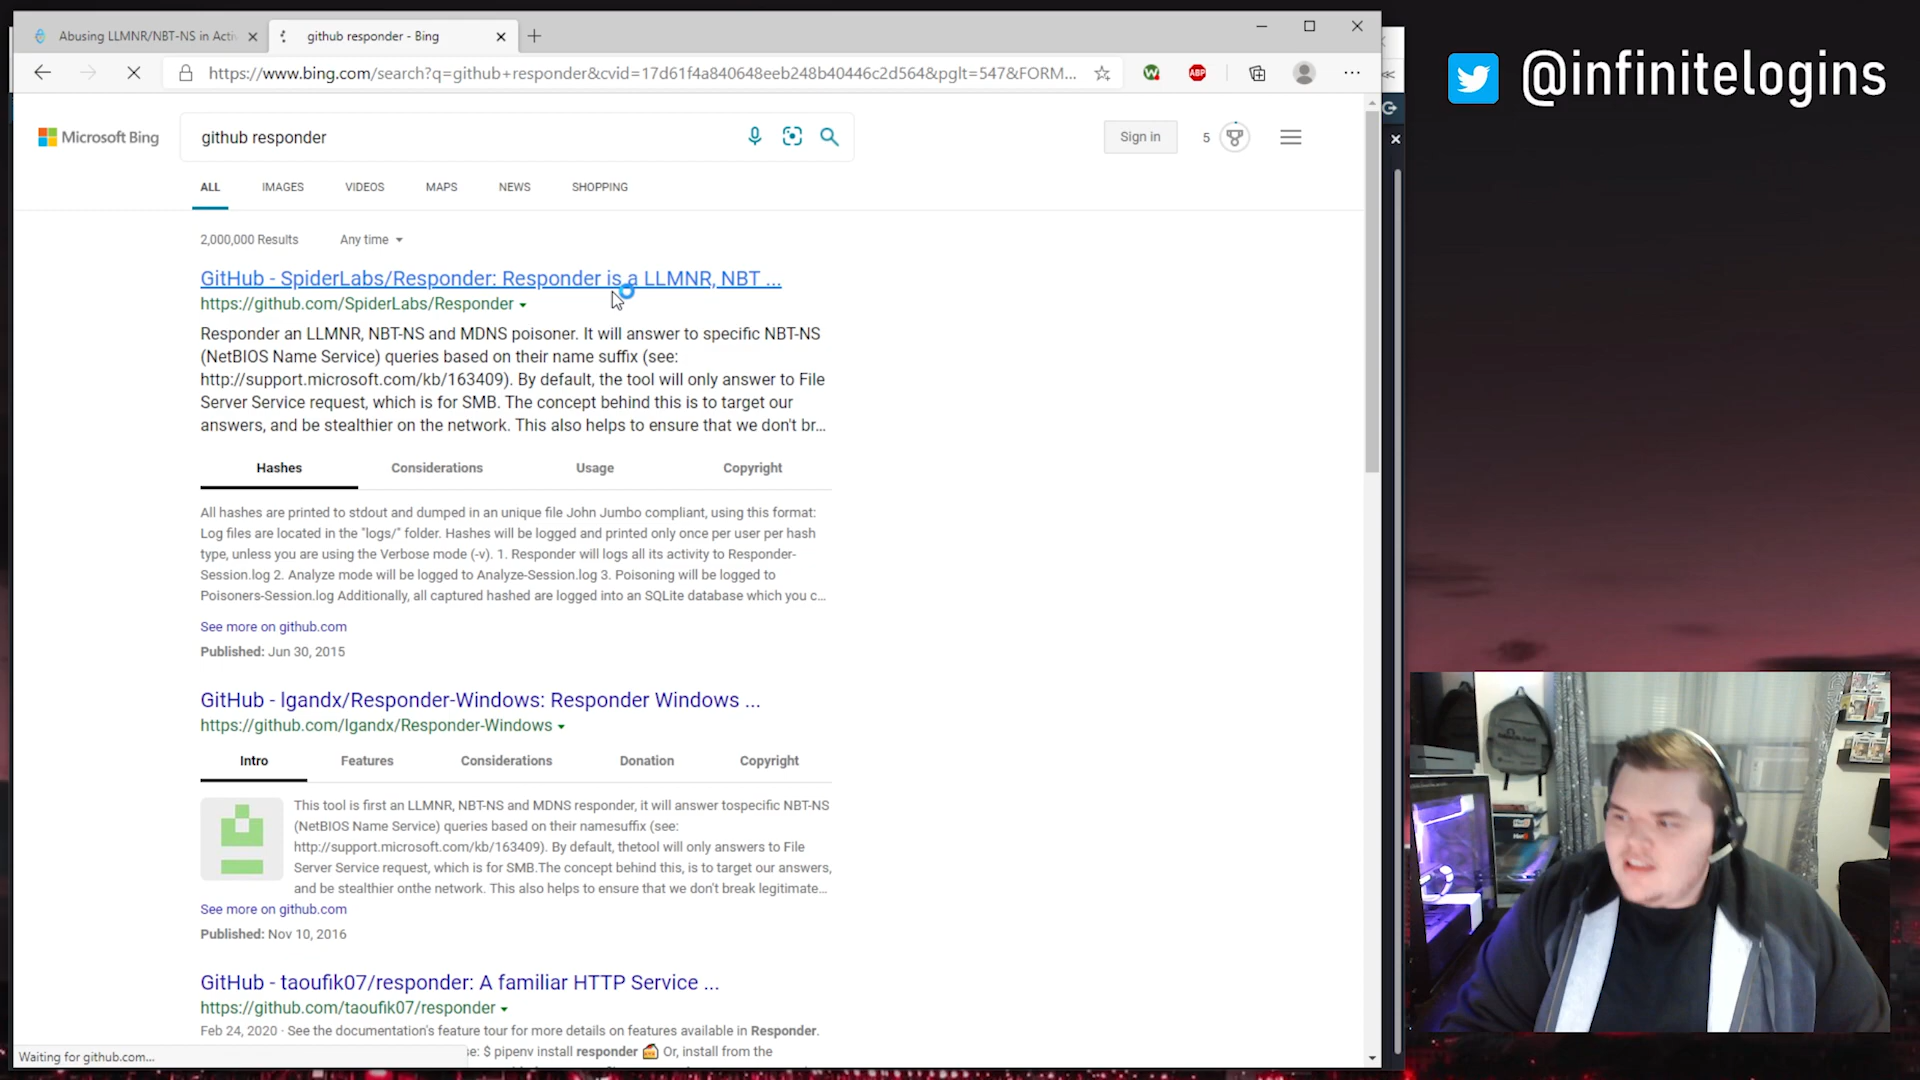 Abusing LLMNR/NBT-NS in Acti
github responder - Bing
@infinitelogins
https://www.bing.com/search?q=github+responder&cvid=17d61f4a840648eeb248b40446c2d564&pglt=547&FORM...
ABP
Microsoft Bing
github responder
Sign in
5
ALL
IMAGES
VIDEOS
MAPS
NEWS
SHOPPING
2,000,000 Results
Any time
GitHub - SpiderLabs/Responder: Responder is a LLMNR, NBT ...
https://github.com/SpiderLabs/Responder
Responder an LLMNR, NBT-NS and MDNS poisoner. It will answer to specific NBT-NS
(NetBIOS Name Service) queries based on their name suffix (see:
http://support.microsoft.com/kb/163409). By default, the tool will only answer to File
Server Service request, which is for SMB. The concept behind this is to target our
answers, and be stealthier on the network. This also helps to ensure that we don't br...
Hashes
Considerations
Usage
Copyright
All hashes are printed to stdout and dumped in an unique file John Jumbo compliant, using this format:
Log files are located in the "logs/" folder. Hashes will be logged and printed only once per user per hash
type, unless you are using the Verbose mode (-v). 1. Responder will logs all its activity to Responder-
Session.log 2. Analyze mode will be logged to Analyze-Session.log 3. Poisoning will be logged to
Poisoners-Session.log Additionally, all captured hashed are logged into an SQLite database which you c...
See more on github.com
Published: Jun 30, 2015
GitHub - lgandx/Responder-Windows: Responder Windows ...
https://github.com/lgandx/Responder-Windows
Intro
Features
Considerations
Donation
Copyright
This tool is first an LLMNR, NBT-NS and MDNS responder, it will answer tospecific NBT-NS
(NetBIOS Name Service) queries based on their namesuffix (see:
http://support.microsoft.com/kb/163409). By default, thetool will only answers to File
Server Service request, which is for SMB.The concept behind this, is to target our answers,
and be stealthier onthe network. This also helps to ensure that we don't break legitimate...
See more on github.com
Published: Nov 10, 2016
GitHub - taoufik07/responder: A familiar HTTP Service ...
https://github.com/taoufik07/responder
Feb 24, 2020 · See the documentation's feature tour for more details on features available in Responder.
se: $ pipenv install responder Or, install from the
Waiting for github.com...